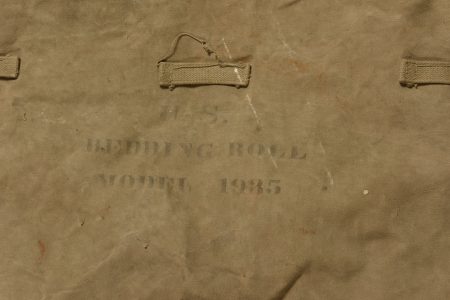 U.S.
BEDDING ROLL
MODEL 1935